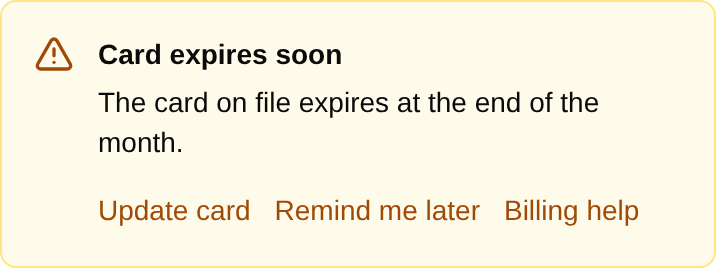 Card expires soon
The card on file expires at the end of the
month.
Update card Remind me later Billing help